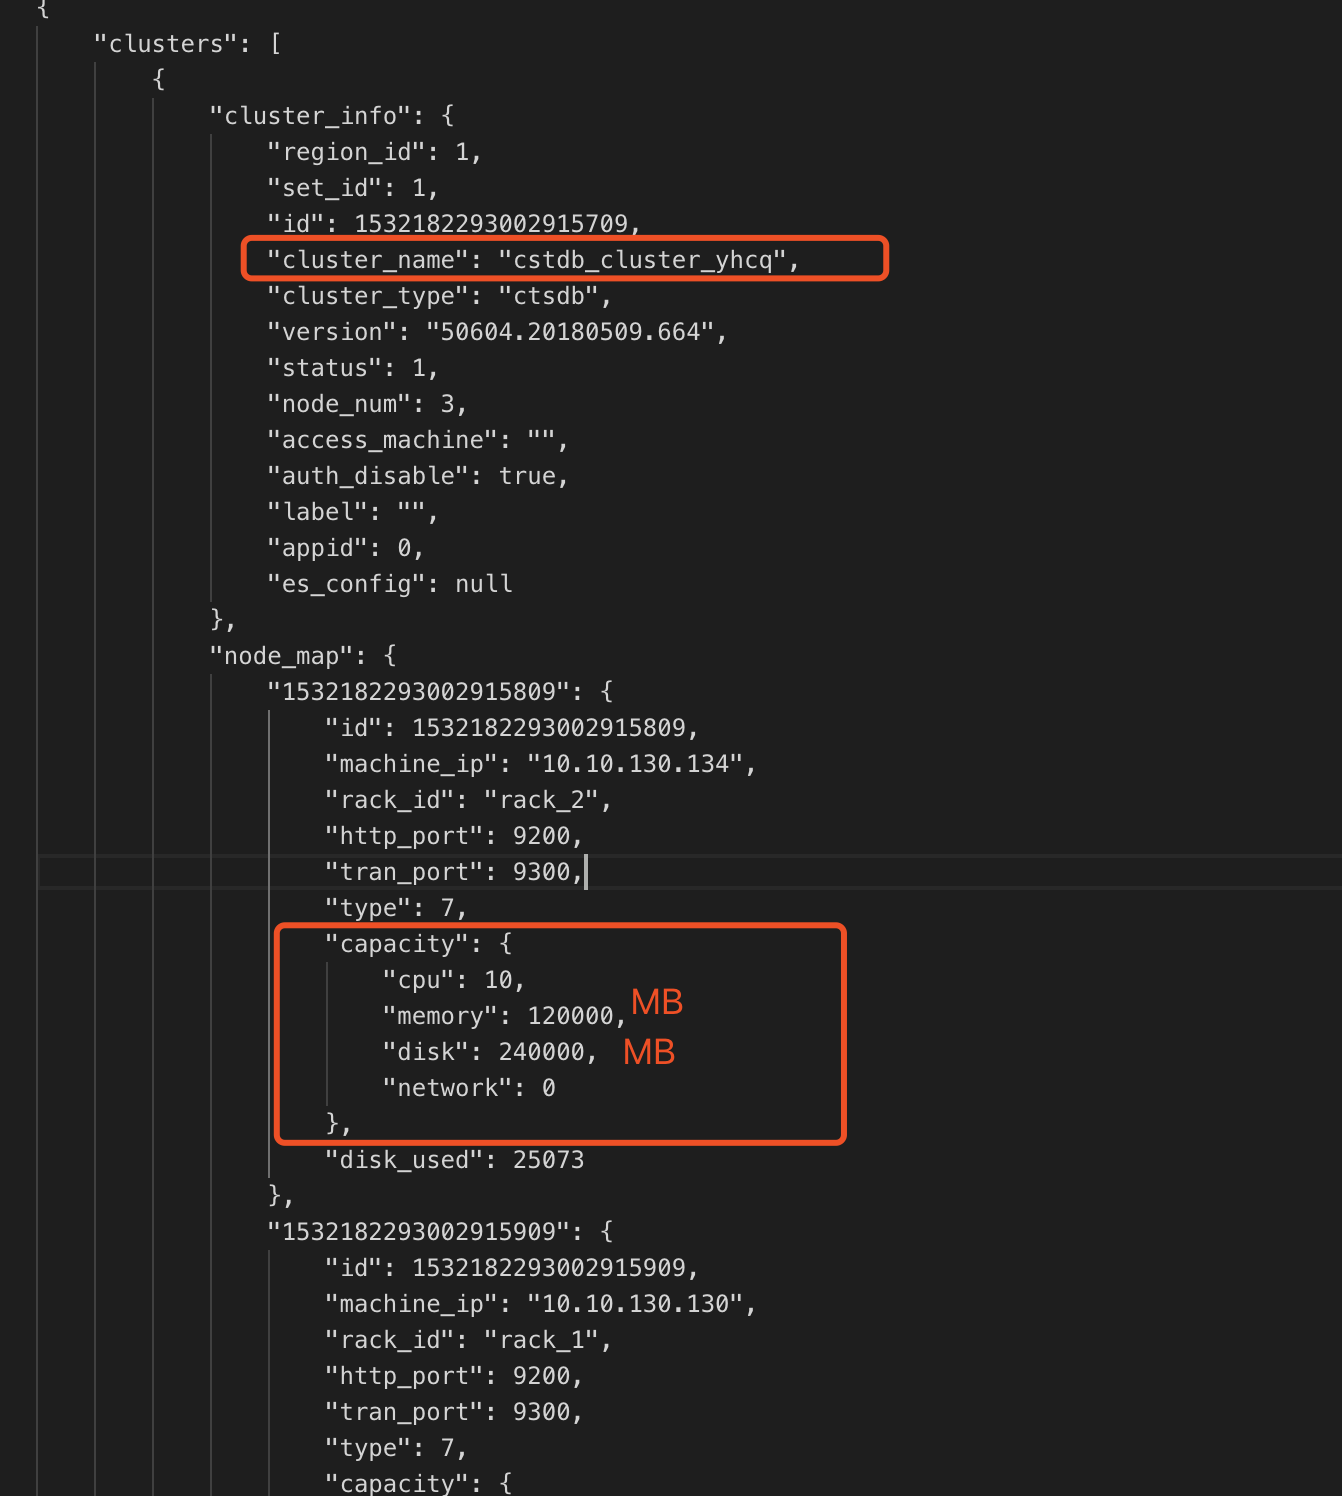 {
"clusters": [
{
"cluster_info": {
"region_id": 1,
"set_id": 1,
"id": 1532182293002915709,
"cluster_name": "cstdb_cluster_yhcq",
"cluster_type": "ctsdb",
"version": "50604.20180509.664",
"status": 1,
"node_num": 3,
"access_machine": "",
"auth_disable": true,
"label": "",
"appid": 0,
"es_config": null
},
"node_map": {
"1532182293002915809": {
"id": 1532182293002915809,
"machine_ip": "10.10.130.134",
"rack_id": "rack_2",
"http_port": 9200,
"tran_port": 9300,
"type": 7,
"capacity": {
"cpu": 10,
"memory": 120000, MB
"disk": 240000, MB
"network": 0
},
"disk_used": 25073
},
"1532182293002915909": {
"id": 1532182293002915909,
"machine_ip": "10.10.130.130",
"rack_id": "rack_1",
"http_port": 9200,
"tran_port": 9300,
"type": 7,
"capacity": {